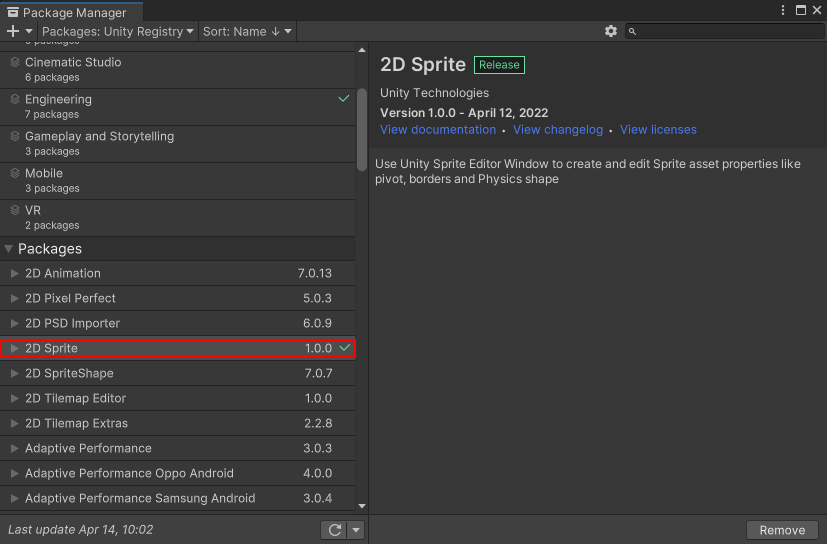 Package Manager
Packages: Unity Registry
Sort: Name ↓
Cinematic Studio
6 packages
Engineering
7 packages
Gameplay and Storytelling
3 packages
Mobile
3 packages
VR
2 packages
Packages
2D Animation 7.0.13
2D Pixel Perfect 5.0.3
2D PSD Importer 6.0.9
2D Sprite 1.0.0
2D SpriteShape 7.0.7
2D Tilemap Editor 1.0.0
2D Tilemap Extras 2.2.8
Adaptive Performance 3.0.3
Adaptive Performance Oppo Android 4.0.0
Adaptive Performance Samsung Android 3.0.4
Last update Apr 14, 10:02
2D Sprite Release
Unity Technologies
Version 1.0.0 - April 12, 2022
View documentation • View changelog • View licenses
Use Unity Sprite Editor Window to create and edit Sprite asset properties like
pivot, borders and Physics shape
Remove